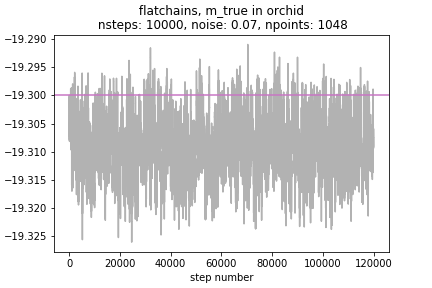 flatchains, m_true in orchid
nsteps: 10000, noise: 0.07, npoints: 1048
−19.290
−19.295
−19.300
−19.305
−19.310
−19.315
−19.320
−19.325
0 20000 40000 60000 80000 100000 120000
step number